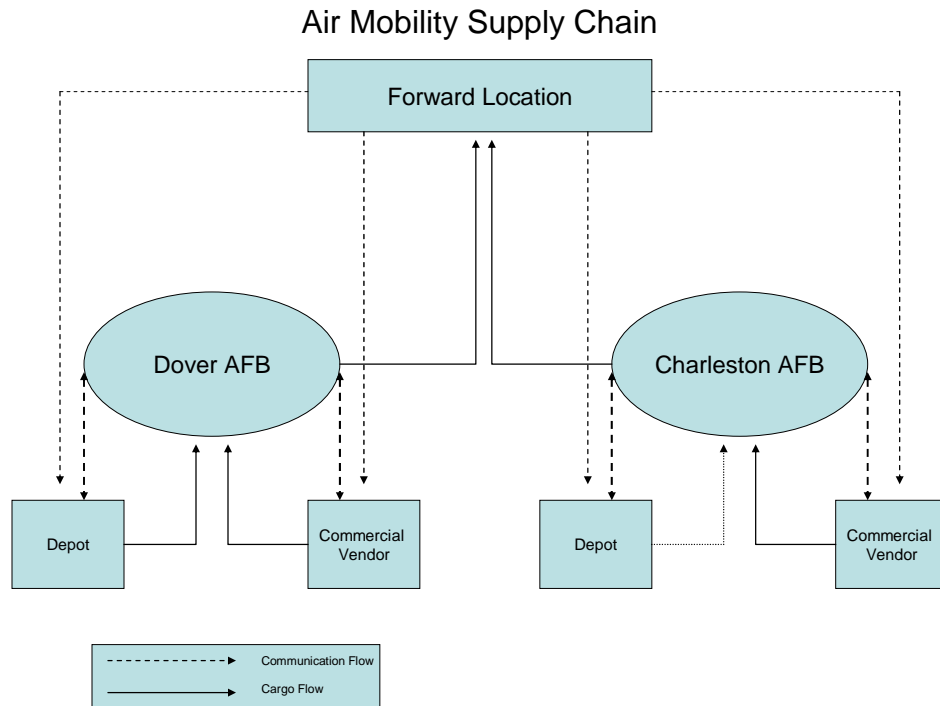 Air Mobility Supply Chain
Forward Location
Dover AFB
Charleston AFB
Depot
Commercial
Vendor
Depot
Commercial
Vendor
Communication Flow
Cargo Flow